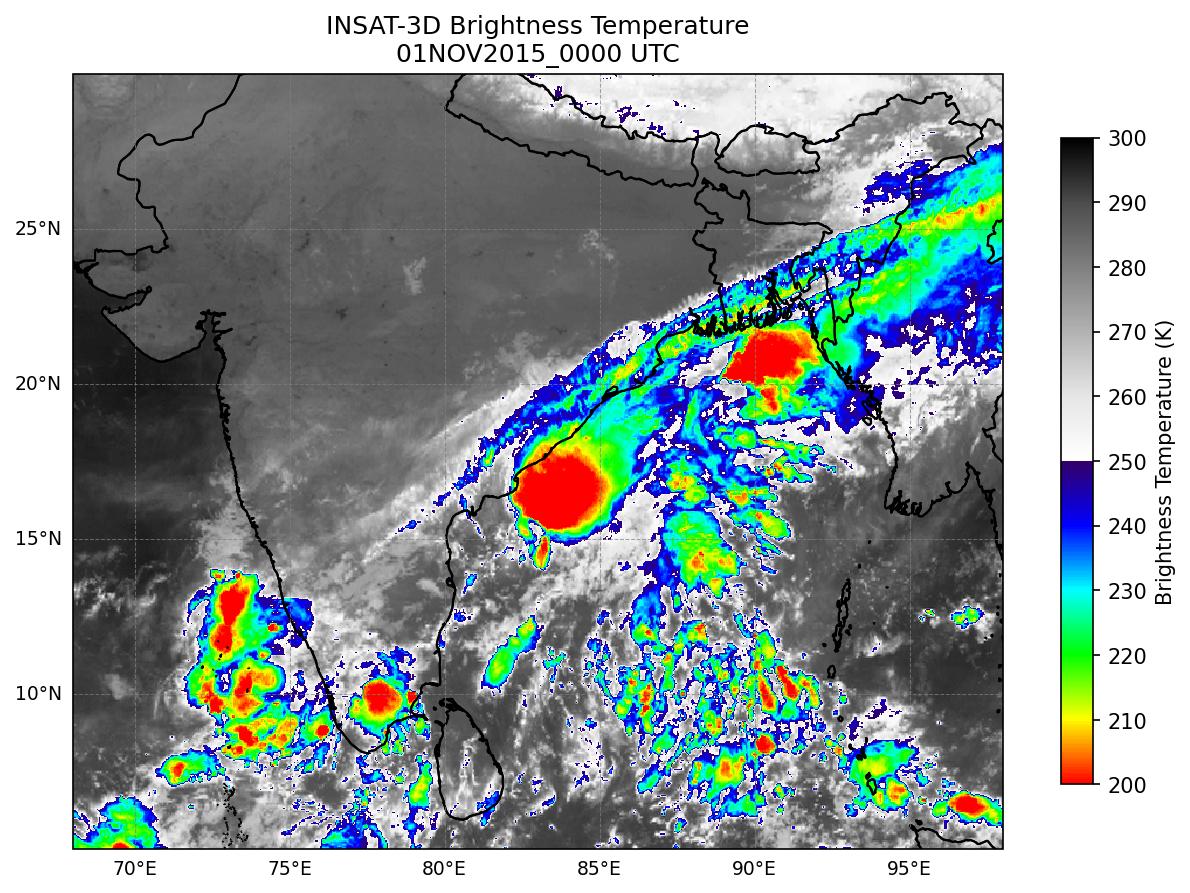 INSAT-3D Brightness Temperature
01NOV2015_0000 UTC
25°N
20°N
15°N
10°N
70°E
75°E
80°E
85°E
90°E
95°E
300
290
280
270
260
250
240
230
220
210
200
Brightness Temperature (K)